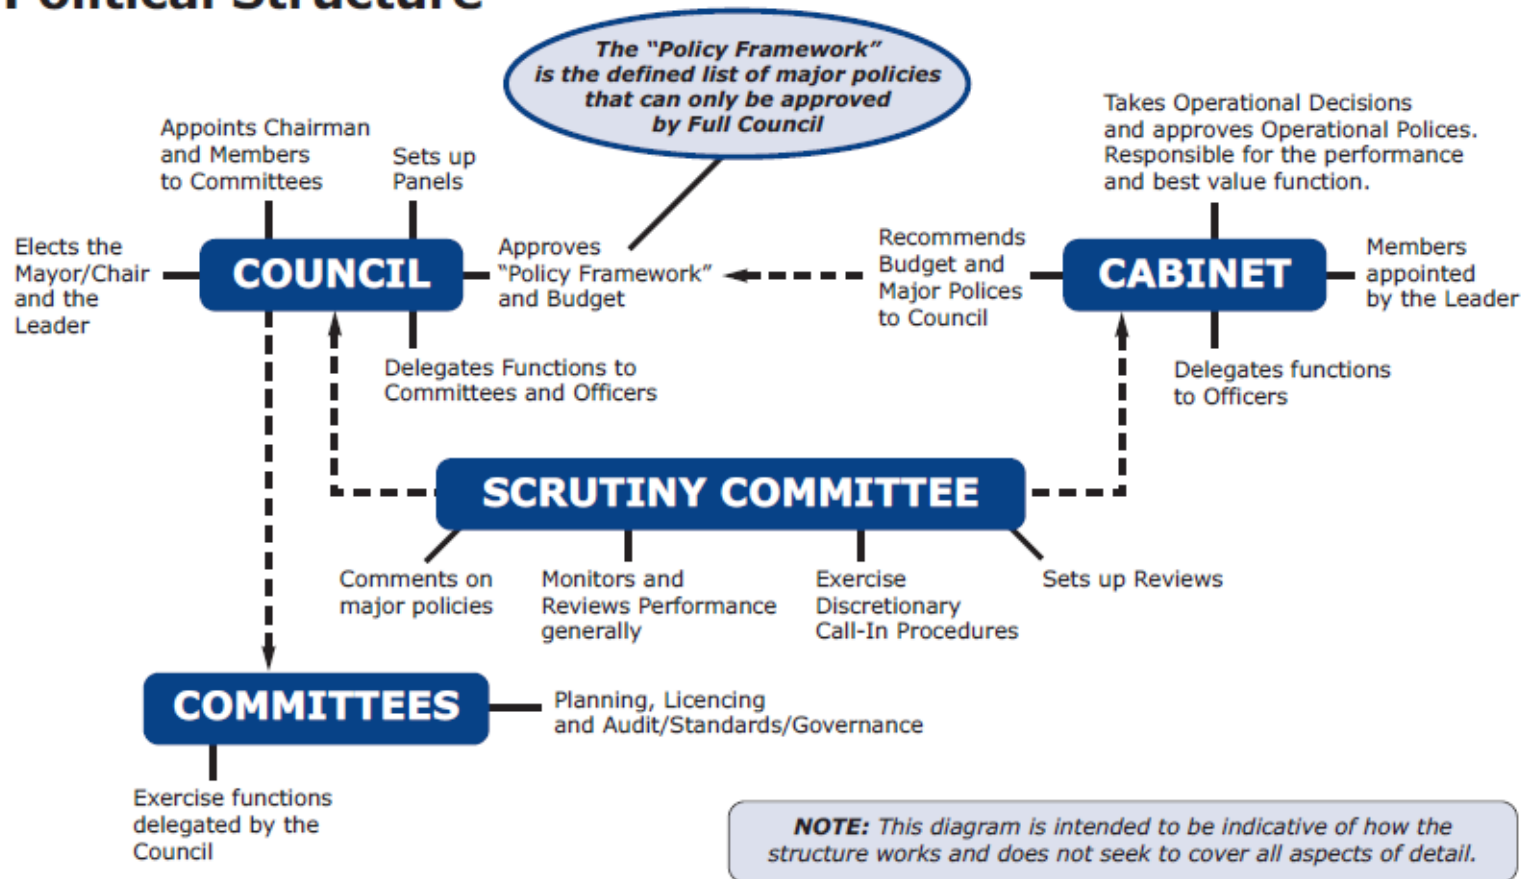 Political Structure
The “Policy Framework”
is the defined list of major policies
that can only be approved
by Full Council
Appoints Chairman
and Members
to Committees
Sets up
Panels
Takes Operational Decisions
and approves Operational Polices.
Responsible for the performance
and best value function.
Elects the
Mayor/Chair
and the
Leader
COUNCIL
Approves
“Policy Framework”
and Budget
Recommends
Budget and
Major Polices
to Council
CABINET
Members
appointed
by the Leader
Delegates Functions to
Committees and Officers
Delegates functions
to Officers
SCRUTINY COMMITTEE
Comments on
major policies
Monitors and
Reviews Performance
generally
Exercise
Discretionary
Call-In Procedures
Sets up Reviews
COMMITTEES
Planning, Licencing
and Audit/Standards/Governance
Exercise functions
delegated by the
Council
NOTE: This diagram is intended to be indicative of how the
structure works and does not seek to cover all aspects of detail.